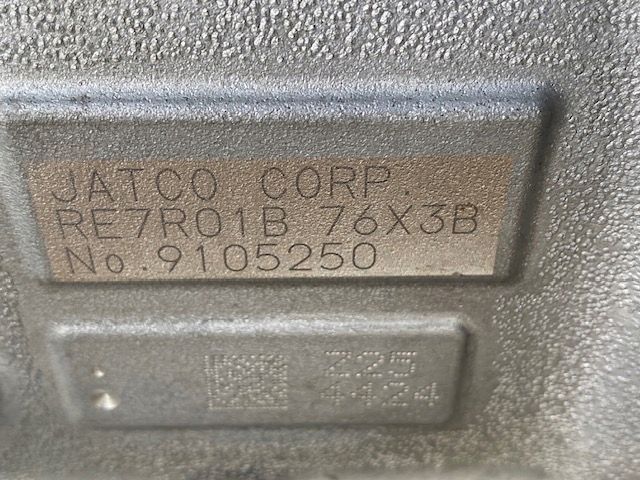 JATCO CORP.
RE7R01B 76X3B
No.9105250
Z25
4424